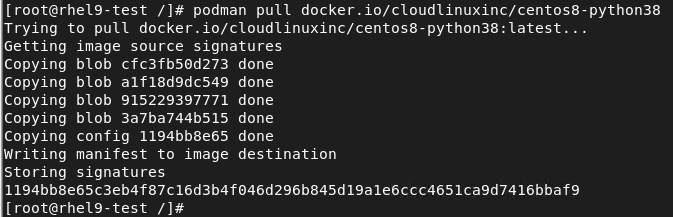 [root@rhel9-test /]# podman pull docker.io/cloudlinuxinc/centos8-python38
Trying to pull docker.io/cloudlinuxinc/centos8-python38:latest...
Getting image source signatures
Copying blob cfc3fb50d273 done
Copying blob a1f18d9dc549 done
Copying blob 915229397771 done
Copying blob 3a7ba744b515 done
Copying config 1194bb8e65 done
Writing manifest to image destination
Storing signatures
1194bb8e65c3eb4f87c16d3b4f046d296b845d19a1e6ccc4651ca9d7416bbaf9
[root@rhel9-test /]#